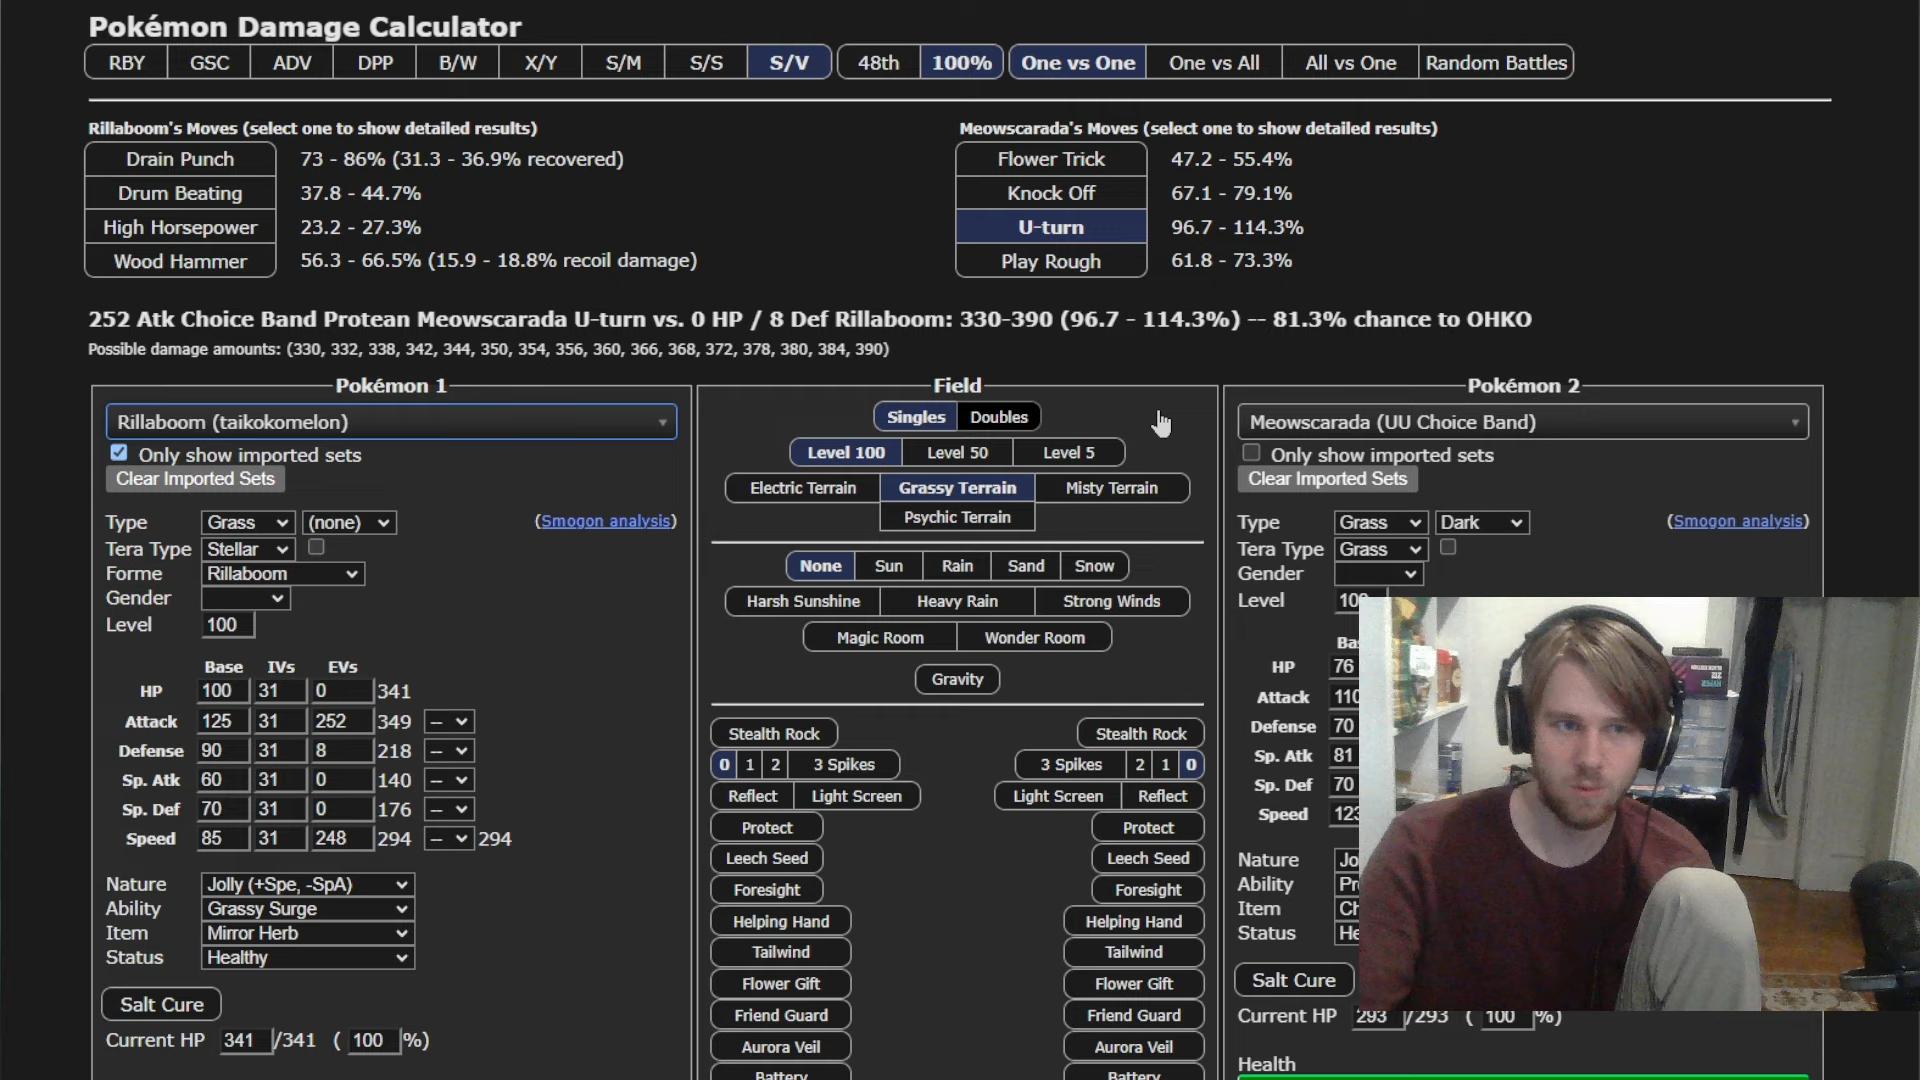 Pokémon Damage Calculator
RBY GSC ADV DPP B/W X/Y S/M S/S S/V 48th 100% One vs One One vs All All vs One Random Battles
Rillaboom's Moves (select one to show detailed results)
Drain Punch 73 - 86% (31.3 - 36.9% recovered)
Drum Beating 37.8 - 44.7%
High Horsepower 23.2 - 27.3%
Wood Hammer 56.3 - 66.5% (15.9 - 18.8% recoil damage)
Meowscarada's Moves (select one to show detailed results)
Flower Trick 47.2 - 55.4%
Knock Off 67.1 - 79.1%
U-turn 96.7 - 114.3%
Play Rough 61.8 - 73.3%
252 Atk Choice Band Protean Meowscarada U-turn vs. 0 HP / 8 Def Rillaboom: 330-390 (96.7 - 114.3%) -- 81.3% chance to OHKO
Possible damage amounts: (330, 332, 338, 342, 344, 350, 354, 356, 360, 366, 368, 372, 378, 380, 384, 390)
Pokémon 1
Rillaboom (taikokomelon)
Only show imported sets
Clear Imported Sets
Type Grass (none) (Smogon analysis)
Tera Type Stellar
Forme Rillaboom
Gender
Level 100
Base IVs EVs
HP 100 31 0 341
Attack 125 31 252 349 --
Defense 90 31 8 218 --
Sp. Atk 60 31 0 140 --
Sp. Def 70 31 0 176 --
Speed 85 31 248 294 -- 294
Nature Jolly (+Spe, -SpA)
Ability Grassy Surge
Item Mirror Herb
Status Healthy
Salt Cure
Current HP 341 /341 ( 100 %)
Field
Singles Doubles
Level 100 Level 50 Level 5
Electric Terrain Grassy Terrain Misty Terrain
Psychic Terrain
None Sun Rain Sand Snow
Harsh Sunshine Heavy Rain Strong Winds
Magic Room Wonder Room
Gravity
Stealth Rock Stealth Rock
0 1 2 3 Spikes 3 Spikes 2 1 0
Reflect Light Screen Light Screen Reflect
Protect Protect
Leech Seed Leech Seed
Foresight Foresight
Helping Hand Helping Hand
Tailwind Tailwind
Flower Gift Flower Gift
Friend Guard Friend Guard
Aurora Veil Aurora Veil
Battery Battery
Pokémon 2
Meowscarada (UU Choice Band)
Only show imported sets
Clear Imported Sets
Type Grass Dark (Smogon analysis)
Tera Type Grass
Gender
Level 100
Ba
HP 76
Attack 110
Defense 70
Sp. Atk 81
Sp. Def 70
Speed 123
Nature Jo
Ability Pr
Item Ch
Status He
Salt Cure
Current HP 293 /293 ( 100 %)
Health